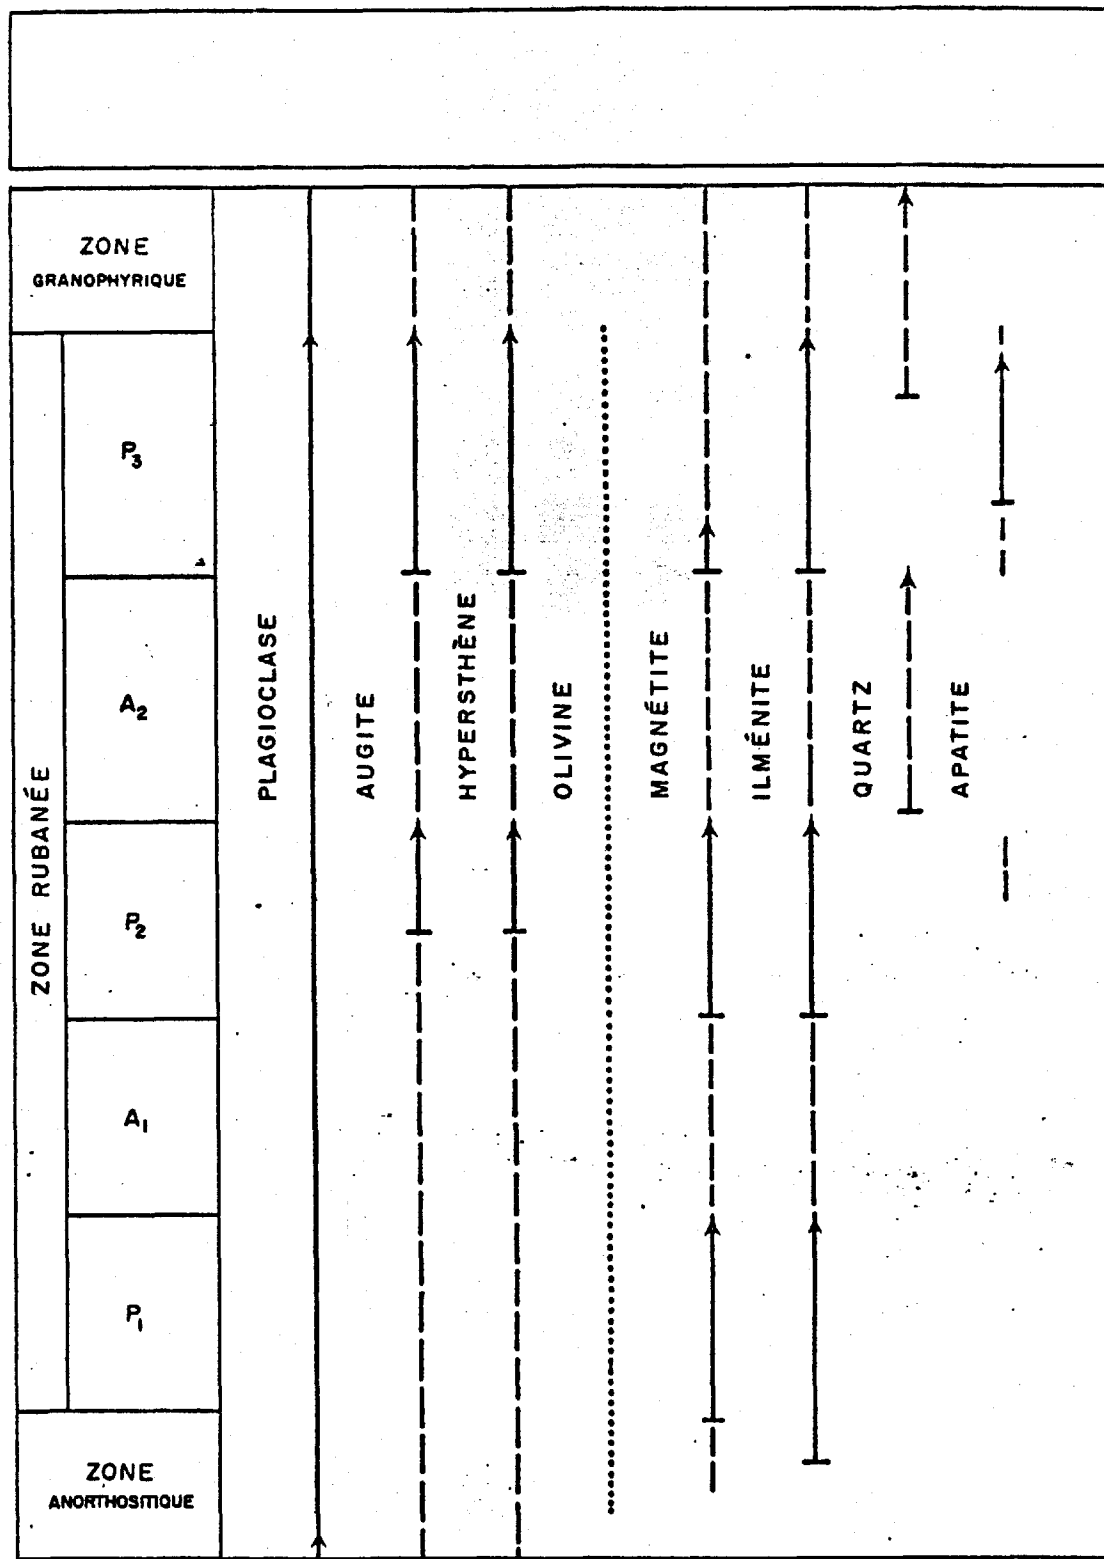 ZONE
GRANOPHYRIQUE
ZONE RUBANÉE
P₃
A₂
P₂
A₁
P₁
ZONE
ANORTHOSITIQUE
PLAGIOCLASE
AUGITE
HYPERSTHÈNE
OLIVINE
MAGNÉTITE
ILMÉNITE
QUARTZ
APATITE